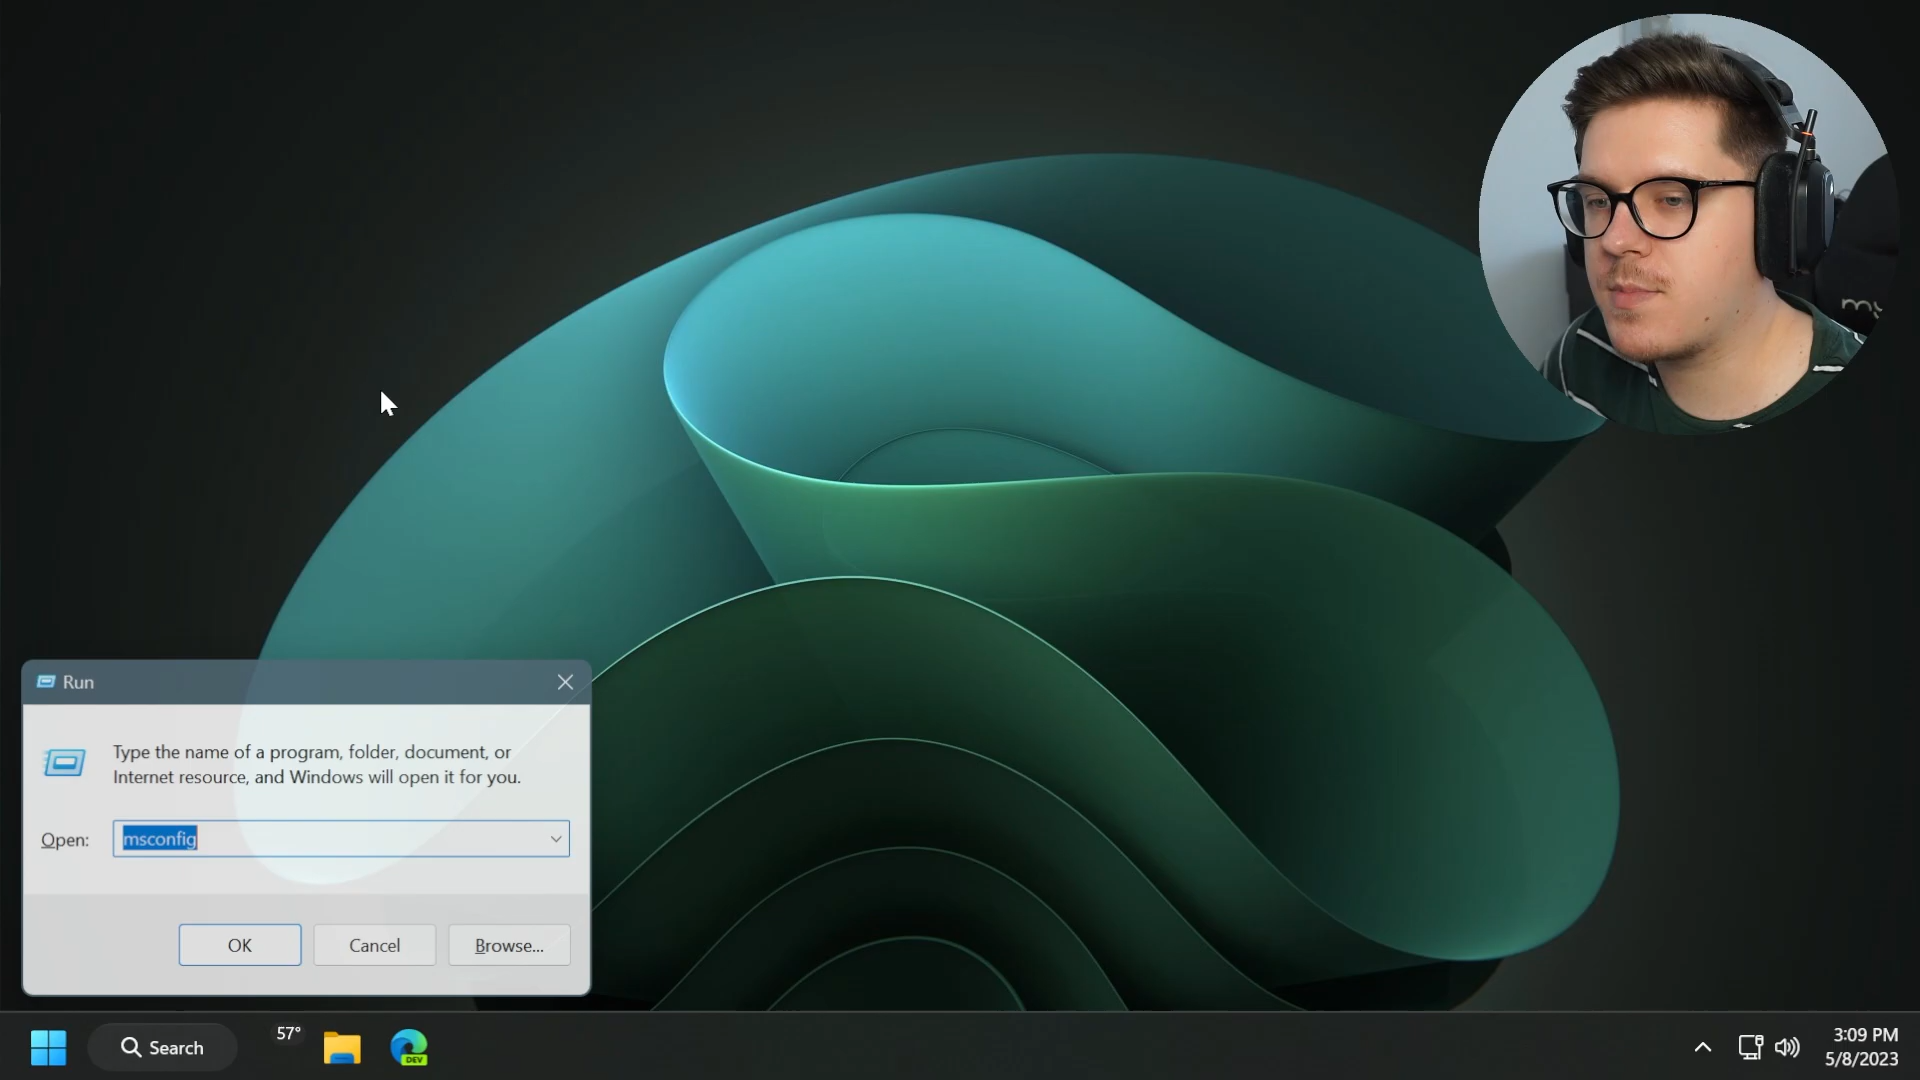 Run
Type the name of a program, folder, document, or
Internet resource, and Windows will open it for you.
Open:
msconfig
OK
Cancel
Browse...
57°
Search
DEV
3:09 PM
5/8/2023